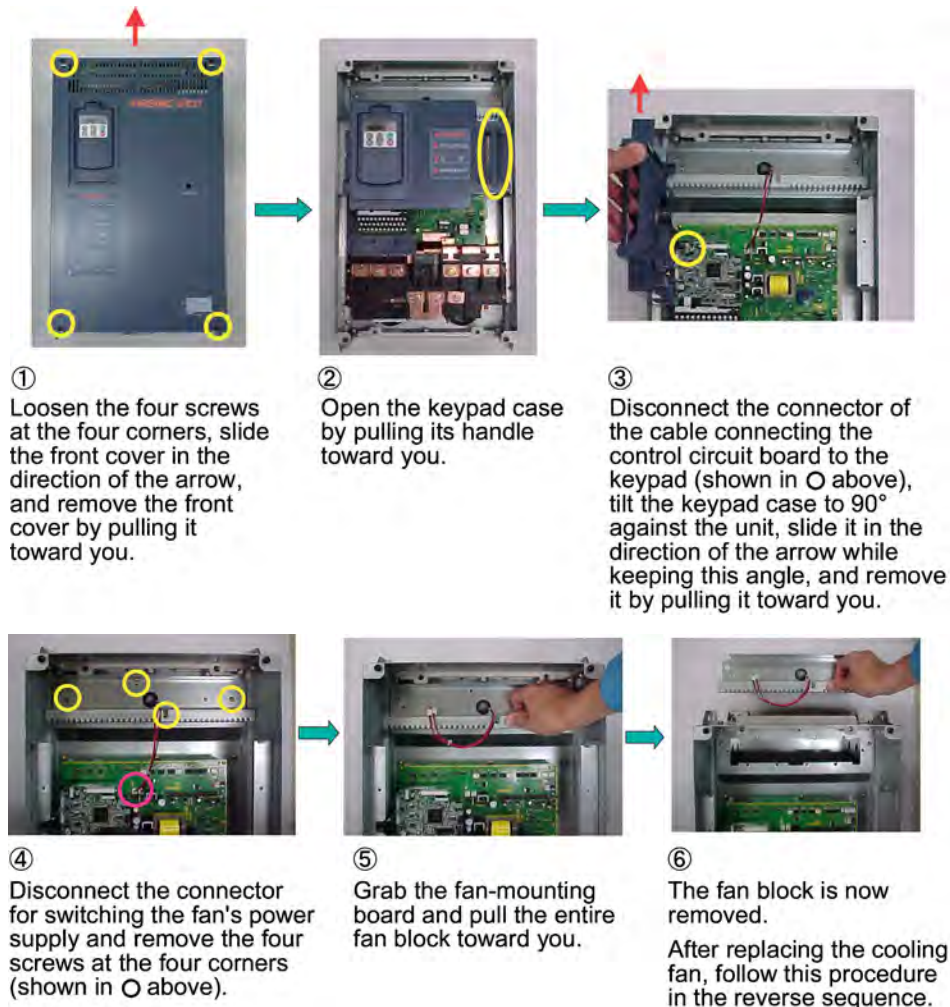 ①
Loosen the four screws
at the four corners, slide
the front cover in the
direction of the arrow,
and remove the front
cover by pulling it
toward you.
②
Open the keypad case
by pulling its handle
toward you.
③
Disconnect the connector of
the cable connecting the
control circuit board to the
keypad (shown in O above),
tilt the keypad case to 90°
against the unit, slide it in the
direction of the arrow while
keeping this angle, and remove
it by pulling it toward you.
④
Disconnect the connector
for switching the fan's power
supply and remove the four
screws at the four corners
(shown in O above).
⑤
Grab the fan-mounting
board and pull the entire
fan block toward you.
⑥
The fan block is now
removed.
After replacing the cooling
fan, follow this procedure
in the reverse sequence.